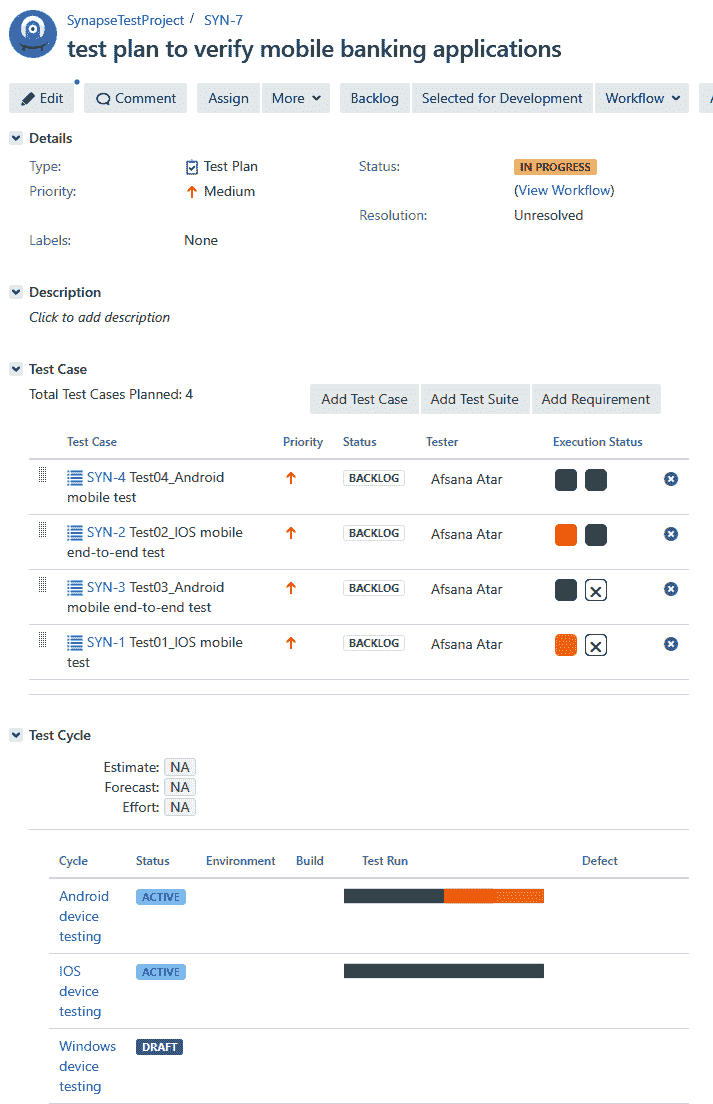 SynapseTestProject / SYN-7
test plan to verify mobile banking applications
Edit Comment Assign More Backlog Selected for Development Workflow
Details
Type: Test Plan Status: IN PROGRESS
Priority: Medium (View Workflow)
Resolution: Unresolved
Labels: None
Description
Click to add description
Test Case
Total Test Cases Planned: 4 Add Test Case Add Test Suite Add Requirement
Test Case Priority Status Tester Execution Status
SYN-4 Test04_Android BACKLOG Afsana Atar
mobile test
SYN-2 Test02_IOS mobile BACKLOG Afsana Atar
end-to-end test
SYN-3 Test03_Android BACKLOG Afsana Atar
mobile end-to-end test
SYN-1 Test01_IOS mobile BACKLOG Afsana Atar
test
Test Cycle
Estimate: NA
Forecast: NA
Effort: NA
Cycle Status Environment Build Test Run Defect
Android ACTIVE
device
testing
IOS ACTIVE
device
testing
Windows DRAFT
device
testing